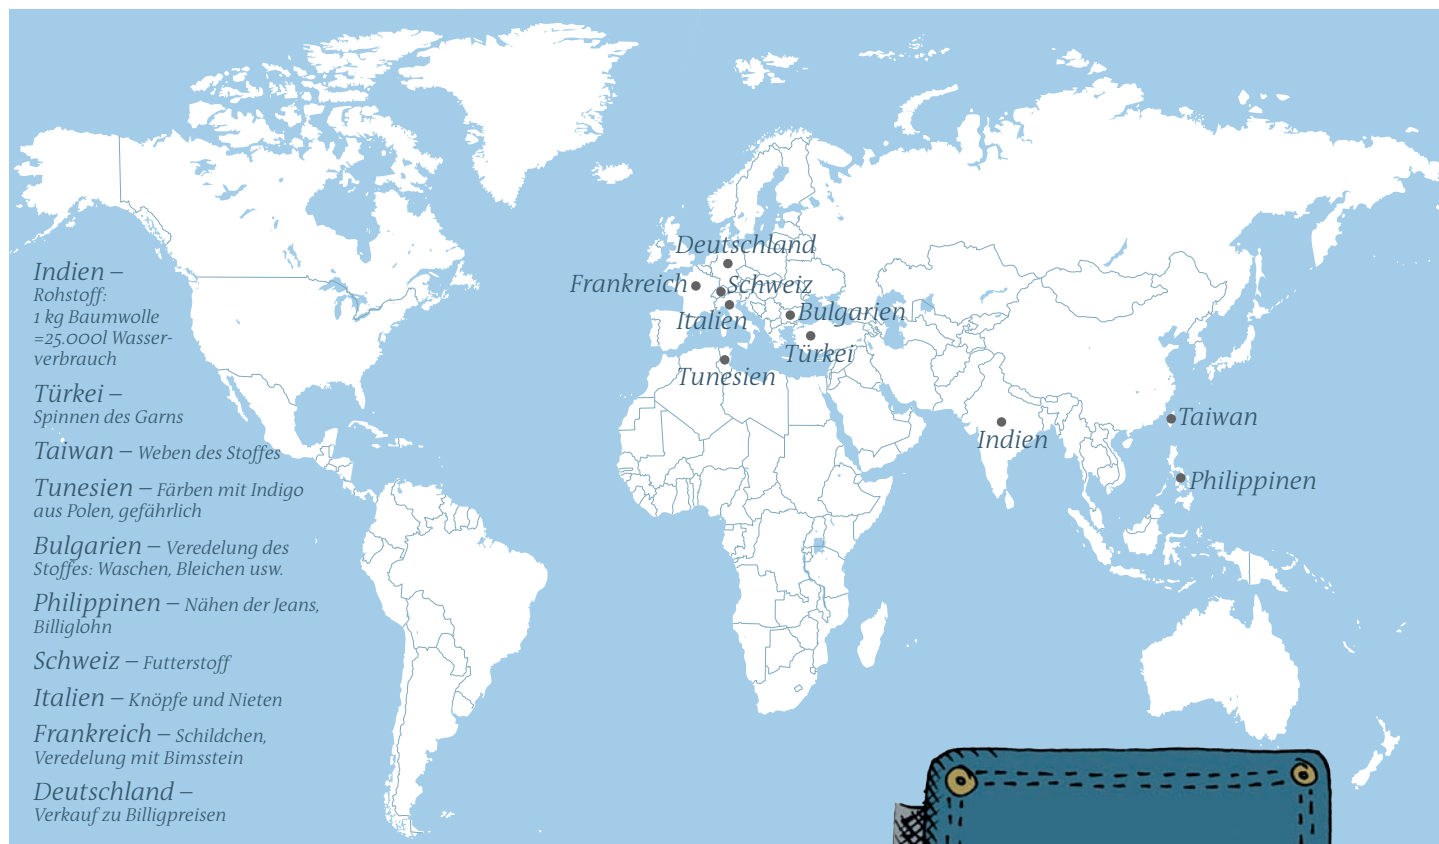 Indien –
Rohstoff:
1 kg Baumwolle
=25.000l Wasser-
verbrauch
Türkei –
Spinnen des Garns
Taiwan – Weben des Stoffes
Tunesien – Färben mit Indigo
aus Polen, gefährlich
Bulgarien – Veredelung des
Stoffes: Waschen, Bleichen usw.
Philippinen – Nähen der Jeans,
Billiglohn
Schweiz – Futterstoff
Italien – Knöpfe und Nieten
Frankreich – Schildchen,
Veredelung mit Bimsstein
Deutschland –
Verkauf zu Billigpreisen
Deutschland
Frankreich
Schweiz
Italien
Bulgarien
Türkei
Tunesien
Indien
Taiwan
Philippinen